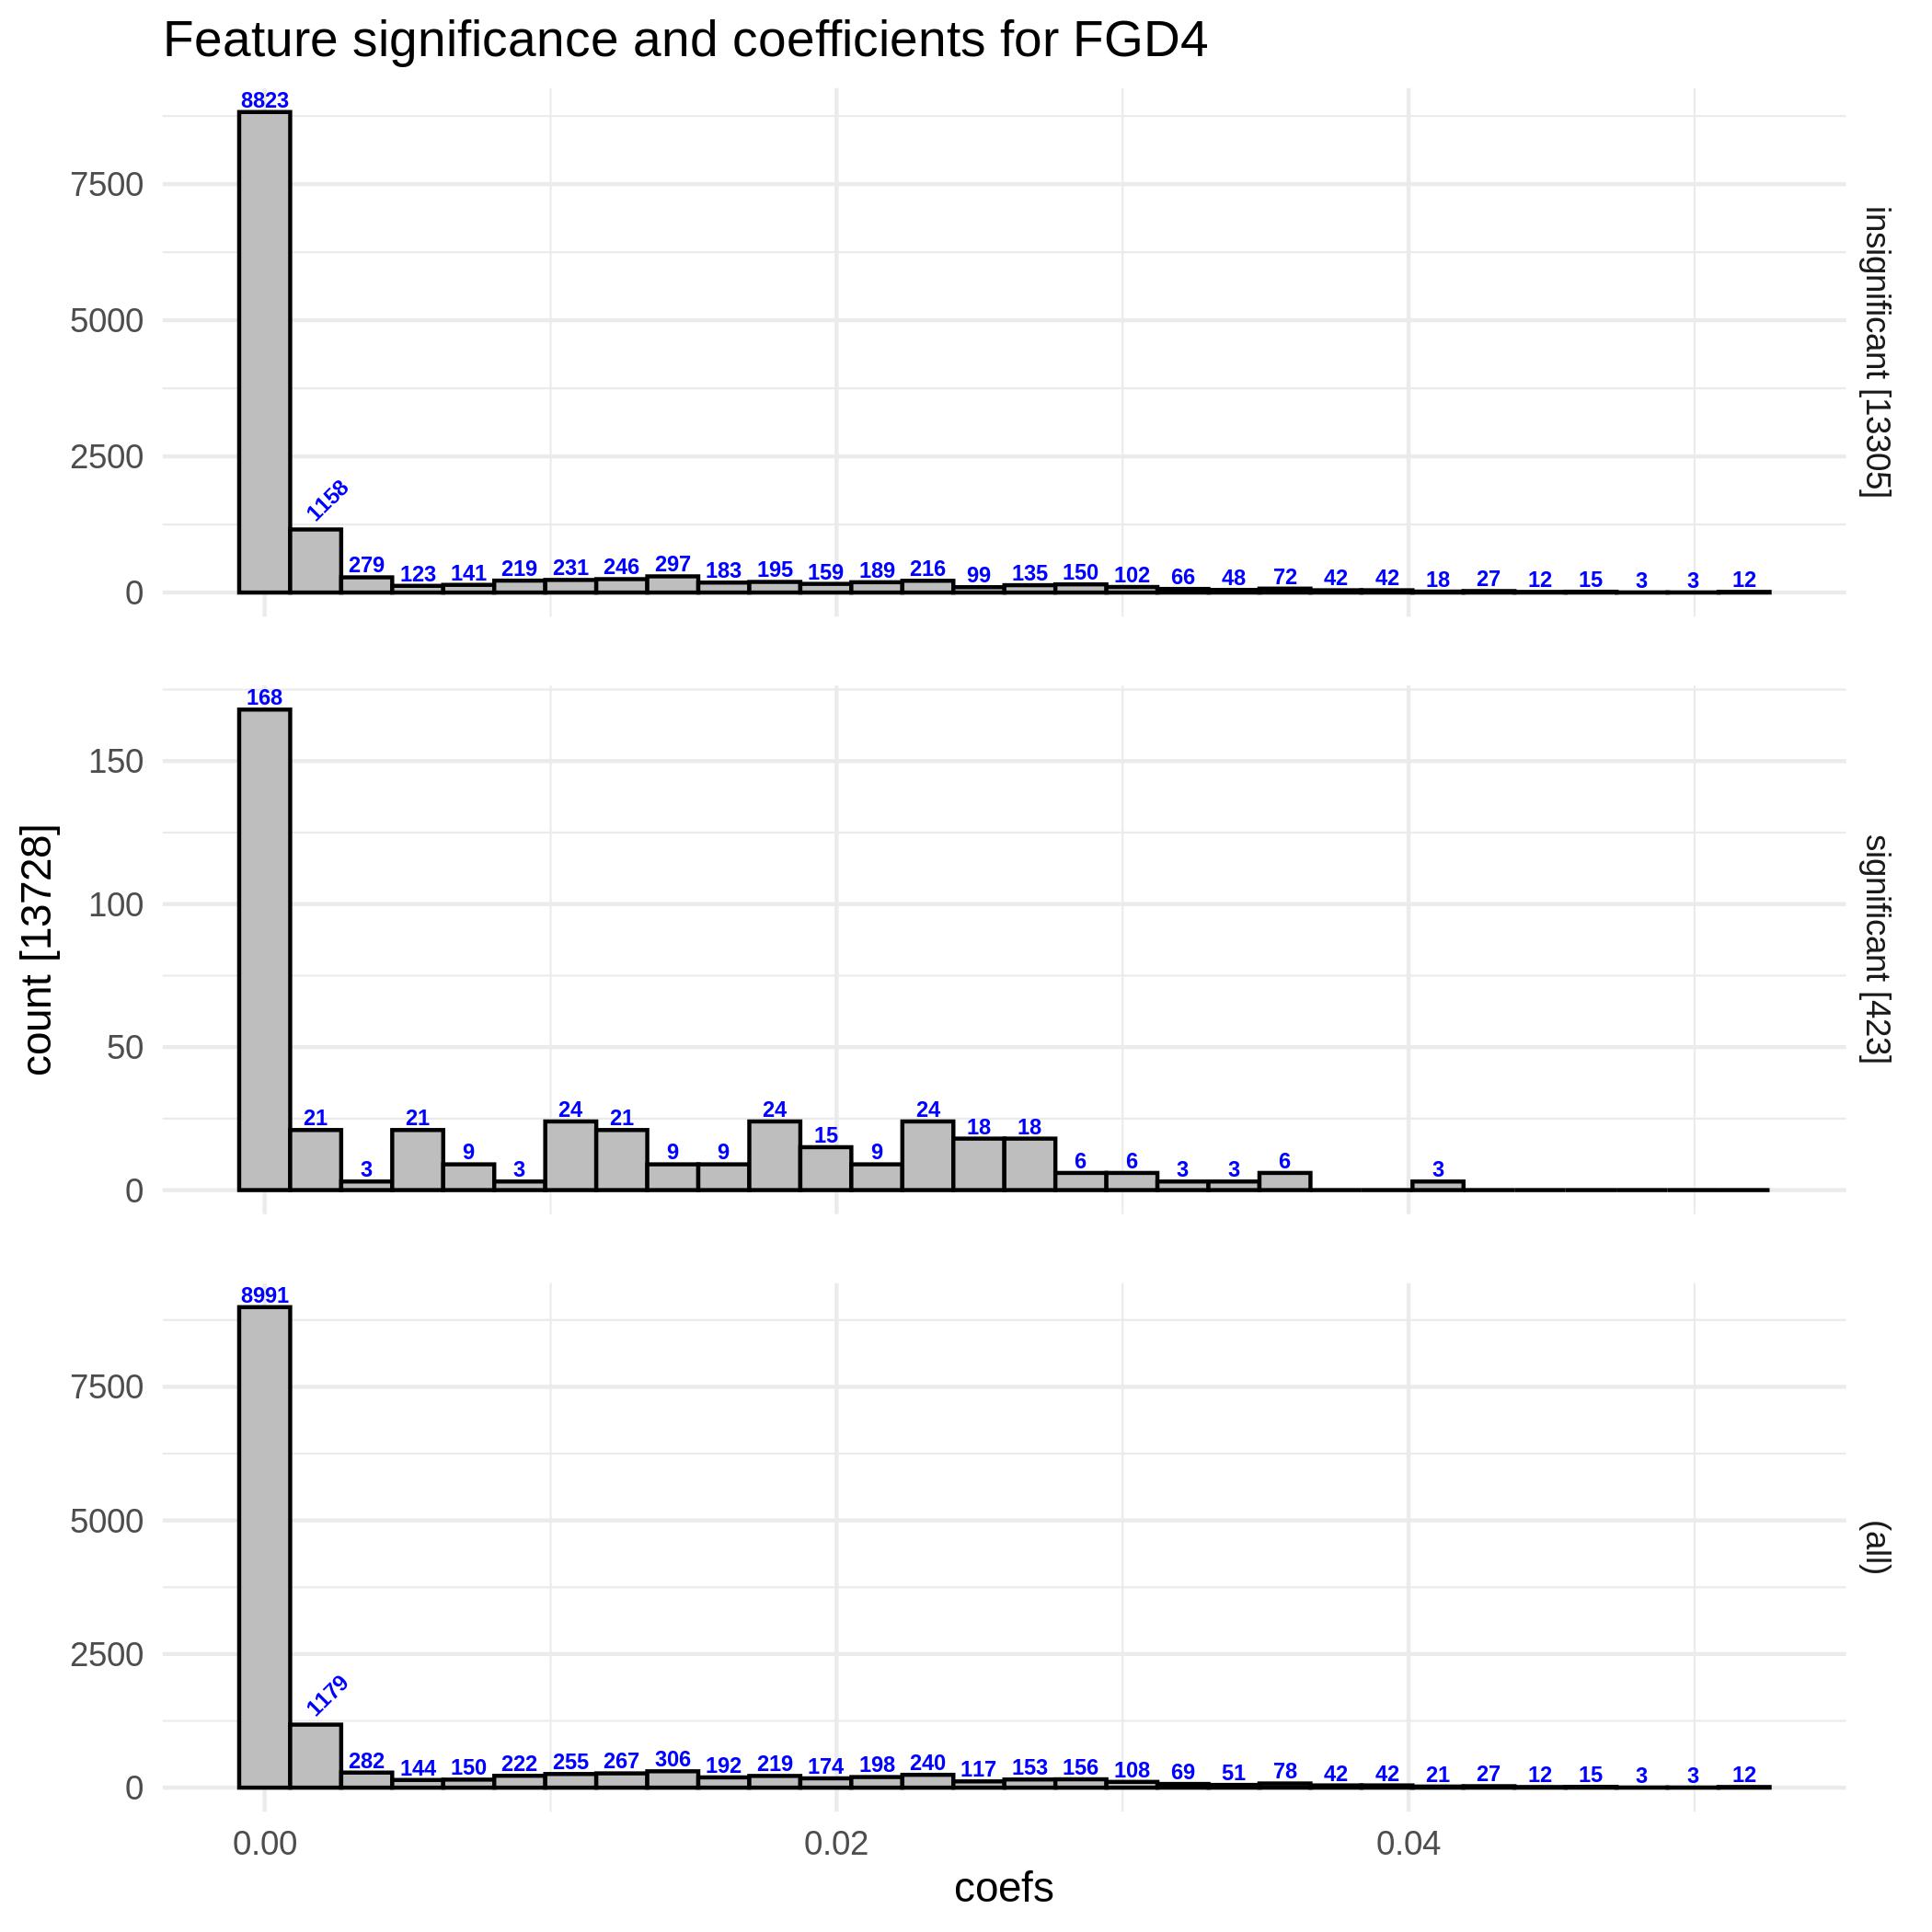 Feature significance and coefficients for FGD4
count [13728]
8823
1158
279 123 141 219 231 246 297 183 195 159 189 216 99 135 150 102 66 48 72 42 42 18 27 12 15 3 3 12
7500
5000
2500
0
insignificant [13305]
168
21 3 21 9 3 24 21 9 9 24 15 9 24 18 18 6 6 3 3 6 3
150
100
50
0
significant [423]
8991
1179
282 144 150 222 255 267 306 192 219 174 198 240 117 153 156 108 69 51 78 42 42 21 27 12 15 3 3 12
7500
5000
2500
0
(all)
0.00 0.02 0.04
coefs